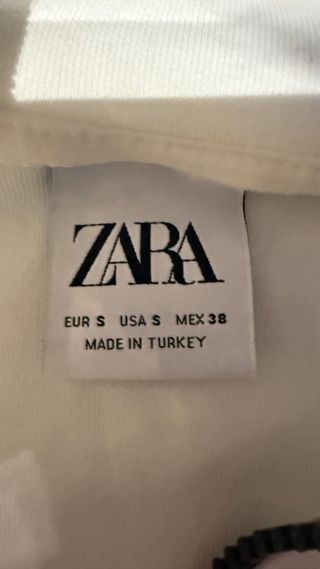 ZARA
EUR S USA S MEX 38
MADE IN TURKEY